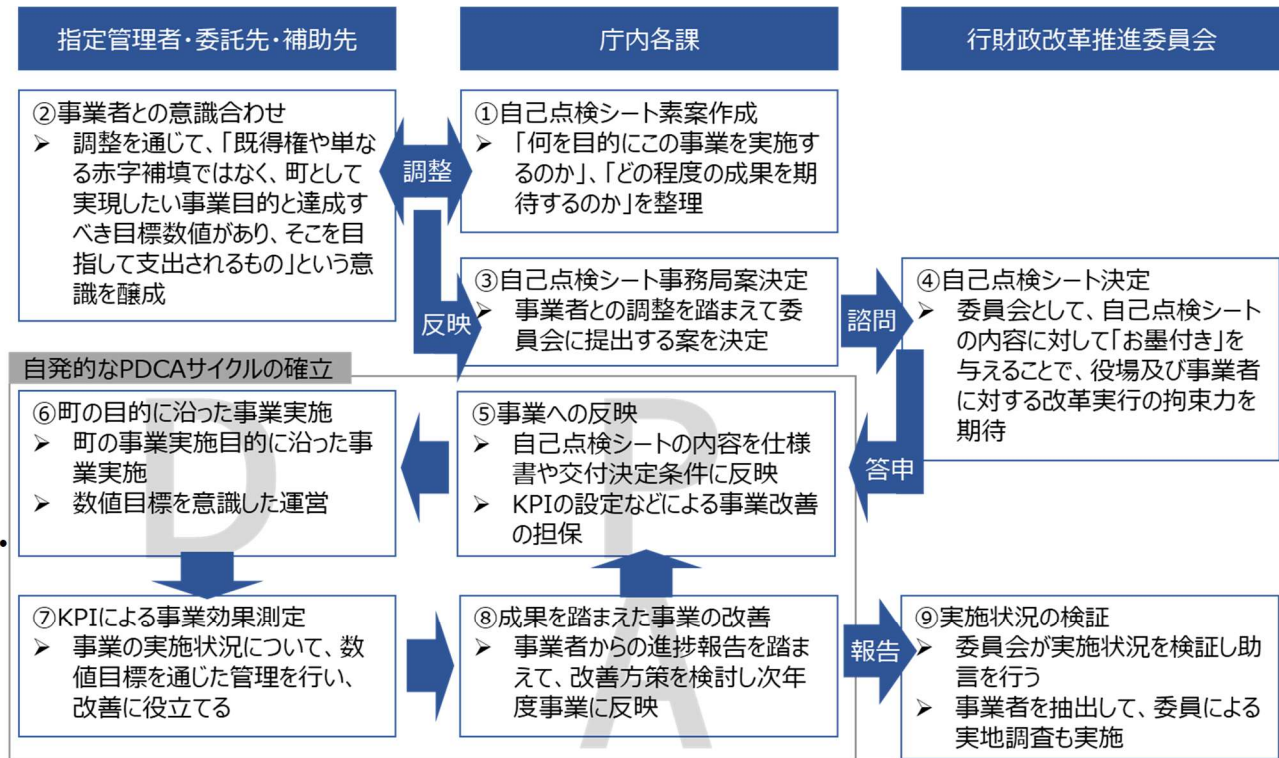 指定管理者・委託先・補助先
庁内各課
行財政改革推進委員会
②事業者との意識合わせ
➢ 調整を通じて、「既得権や単な
る赤字補填ではなく、町として
実現したい事業目的と達成す
べき目標数値があり、そこを目
指して支出されるもの」という意
識を醸成
調整
①自己点検シート素案作成
➢ 「何を目的にこの事業を実施す
るのか」、「どの程度の成果を期
待するのか」を整理
反映
③自己点検シート事務局案決定
➢ 事業者との調整を踏まえて委
員会に提出する案を決定
諮問
④自己点検シート決定
➢ 委員会として、自己点検シート
の内容に対して「お墨付き」を
与えることで、役場及び事業者
に対する改革実行の拘束力を
期待
答申
自発的なPDCAサイクルの確立
⑤事業への反映
➢ 自己点検シートの内容を仕様
書や交付決定条件に反映
➢ KPIの設定などによる事業改善
の担保
P
⑥町の目的に沿った事業実施
➢ 町の事業実施目的に沿った事
業実施
➢ 数値目標を意識した運営
D
⑦KPIによる事業効果測定
➢ 事業の実施状況について、数
値目標を通じた管理を行い、
改善に役立てる
⑧成果を踏まえた事業の改善
➢ 事業者からの進捗報告を踏ま
えて、改善方策を検討し次年
度事業に反映
A
報告
⑨実施状況の検証
➢ 委員会が実施状況を検証し助
言を行う
➢ 事業者を抽出して、委員による
実地調査も実施